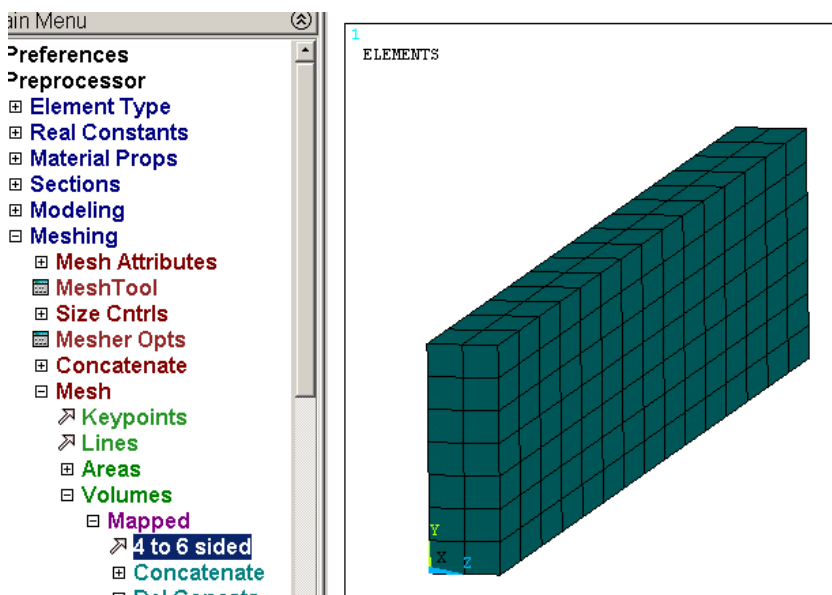 ain Menu
Preferences
Preprocessor
Element Type
Real Constants
Material Props
Sections
Modeling
Meshing
Mesh Attributes
MeshTool
Size Cntrls
Mesher Opts
Concatenate
Mesh
Keypoints
Lines
Areas
Volumes
Mapped
4 to 6 sided
Concatenate
1
ELEMENTS
Y
X
Z